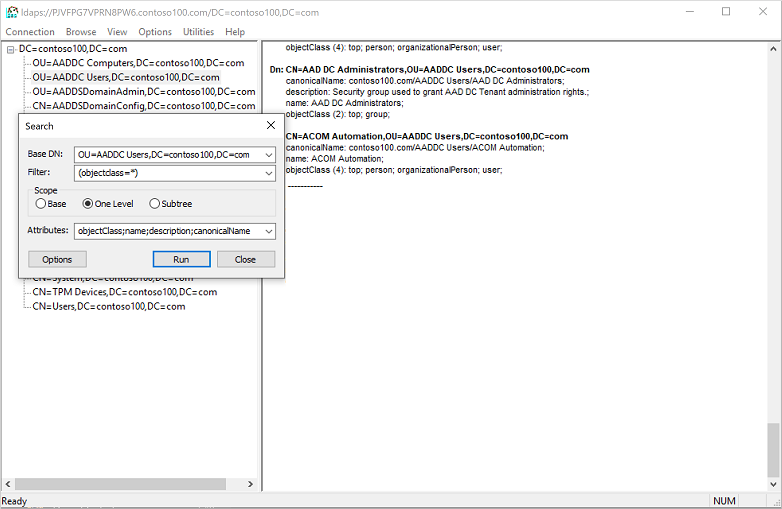 ldaps://PJVFPG7VPRN8PW6.contoso100.com/DC=contoso100,DC=com
Connection Browse View Options Utilities Help
DC=contoso100,DC=com
OU=AADDC Computers,DC=contoso100,DC=com
OU=AADDC Users,DC=contoso100,DC=com
OU=AADDSDomainAdmin,DC=contoso100,DC=com
CN=AADDSDomainConfig,DC=contoso100,DC=com
Search
Base DN: OU=AADDC Users,DC=contoso100,DC=com
Filter: (objectclass=*)
Scope
Base One Level Subtree
Attributes: objectClass;name;description;canonicalName
Options Run Close
CN=System,DC=contoso100,DC=com
CN=TPM Devices,DC=contoso100,DC=com
CN=Users,DC=contoso100,DC=com
objectClass (4): top; person; organizationalPerson; user;
Dn: CN=AAD DC Administrators,OU=AADDC Users,DC=contoso100,DC=com
canonicalName: contoso100.com/AADDC Users/AAD DC Administrators;
description: Security group used to grant AAD DC Tenant administration rights.;
name: AAD DC Administrators;
objectClass (2): top; group;
CN=ACOM Automation,OU=AADDC Users,DC=contoso100,DC=com
canonicalName: contoso100.com/AADDC Users/ACOM Automation;
name: ACOM Automation;
objectClass (4): top; person; organizationalPerson; user;
-----------
Ready NUM